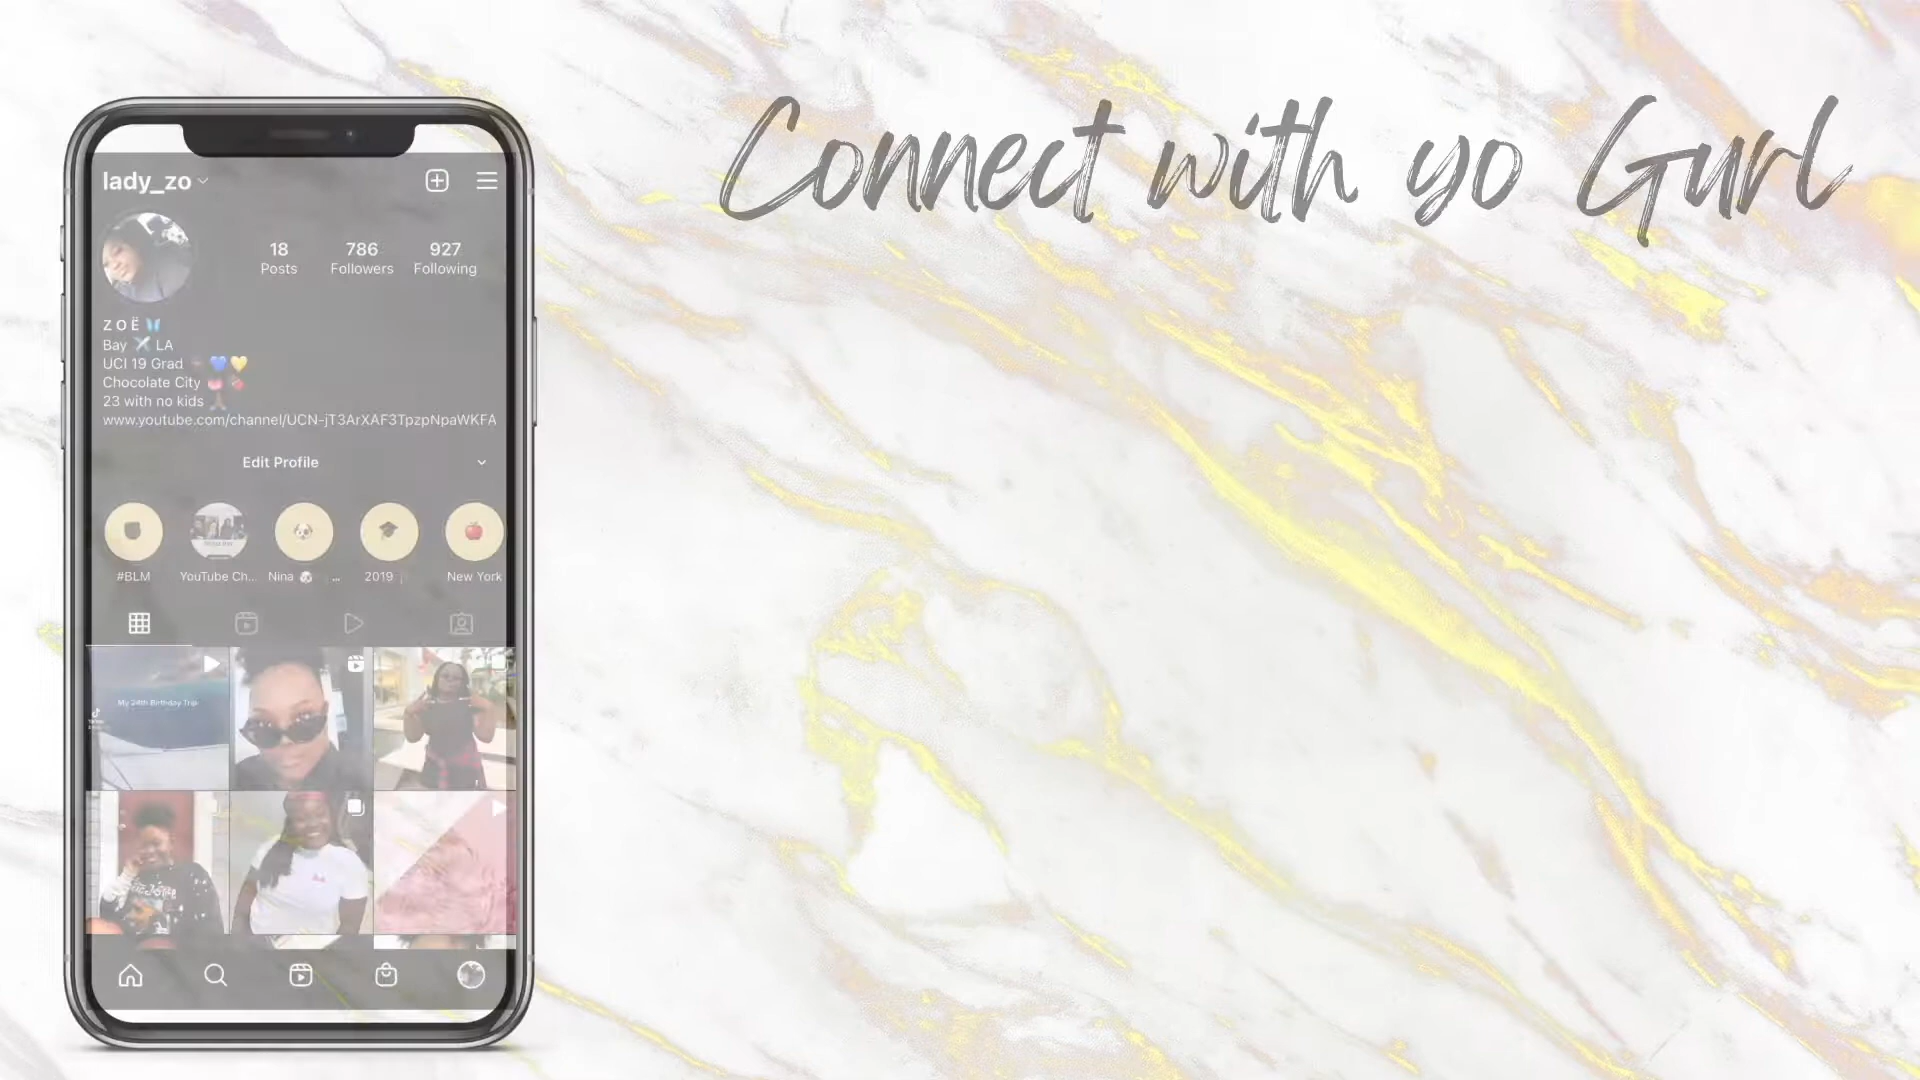 Connect with yo Gurl
lady_zo
18 786 927
Posts Followers Following
ZOË 🦋
Bay ✈️ LA
UCI 19 Grad 💙💛
Chocolate City
23 with no kids
www.youtube.com/channel/UCN-jT3ArXAF3TpzpNpaWKFA
Edit Profile
#BLM YouTube Ch... Nina 🐶 ... 2019 New York
My 24th Birthday Trip